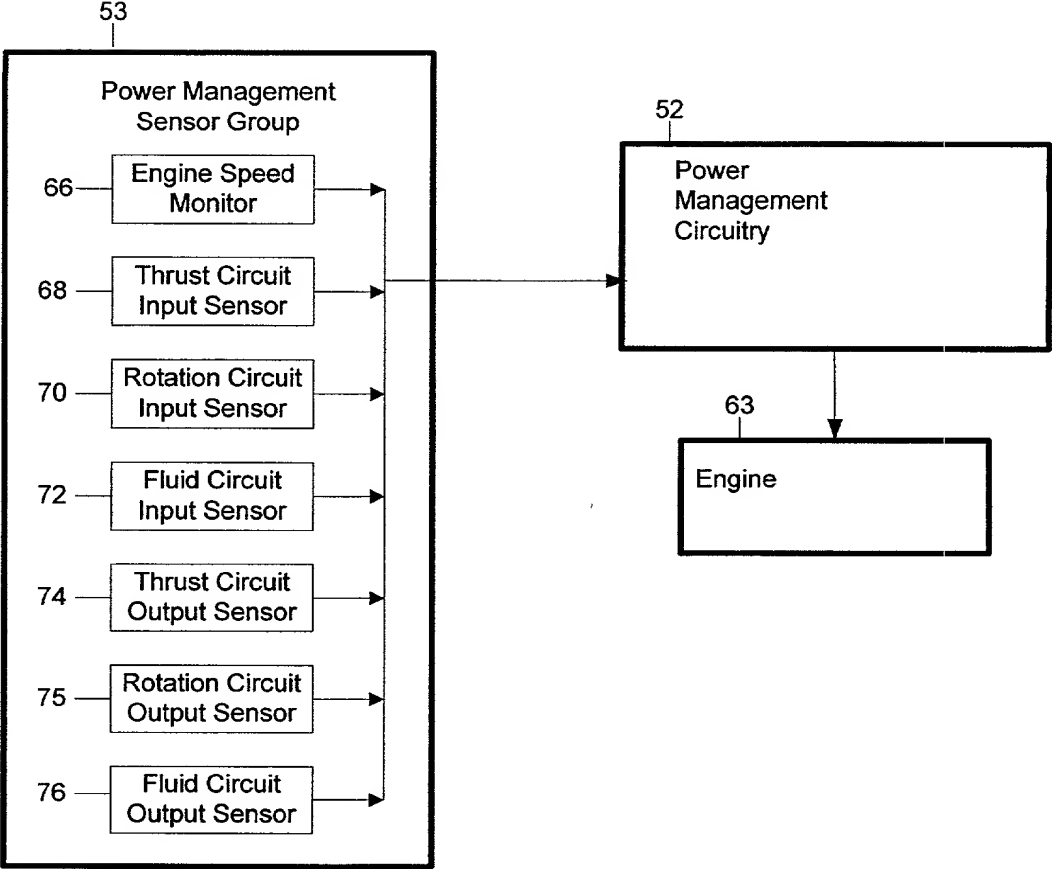 53
Power Management
Sensor Group
66
Engine Speed
Monitor
68
Thrust Circuit
Input Sensor
70
Rotation Circuit
Input Sensor
72
Fluid Circuit
Input Sensor
74
Thrust Circuit
Output Sensor
75
Rotation Circuit
Output Sensor
76
Fluid Circuit
Output Sensor
52
Power
Management
Circuitry
63
Engine